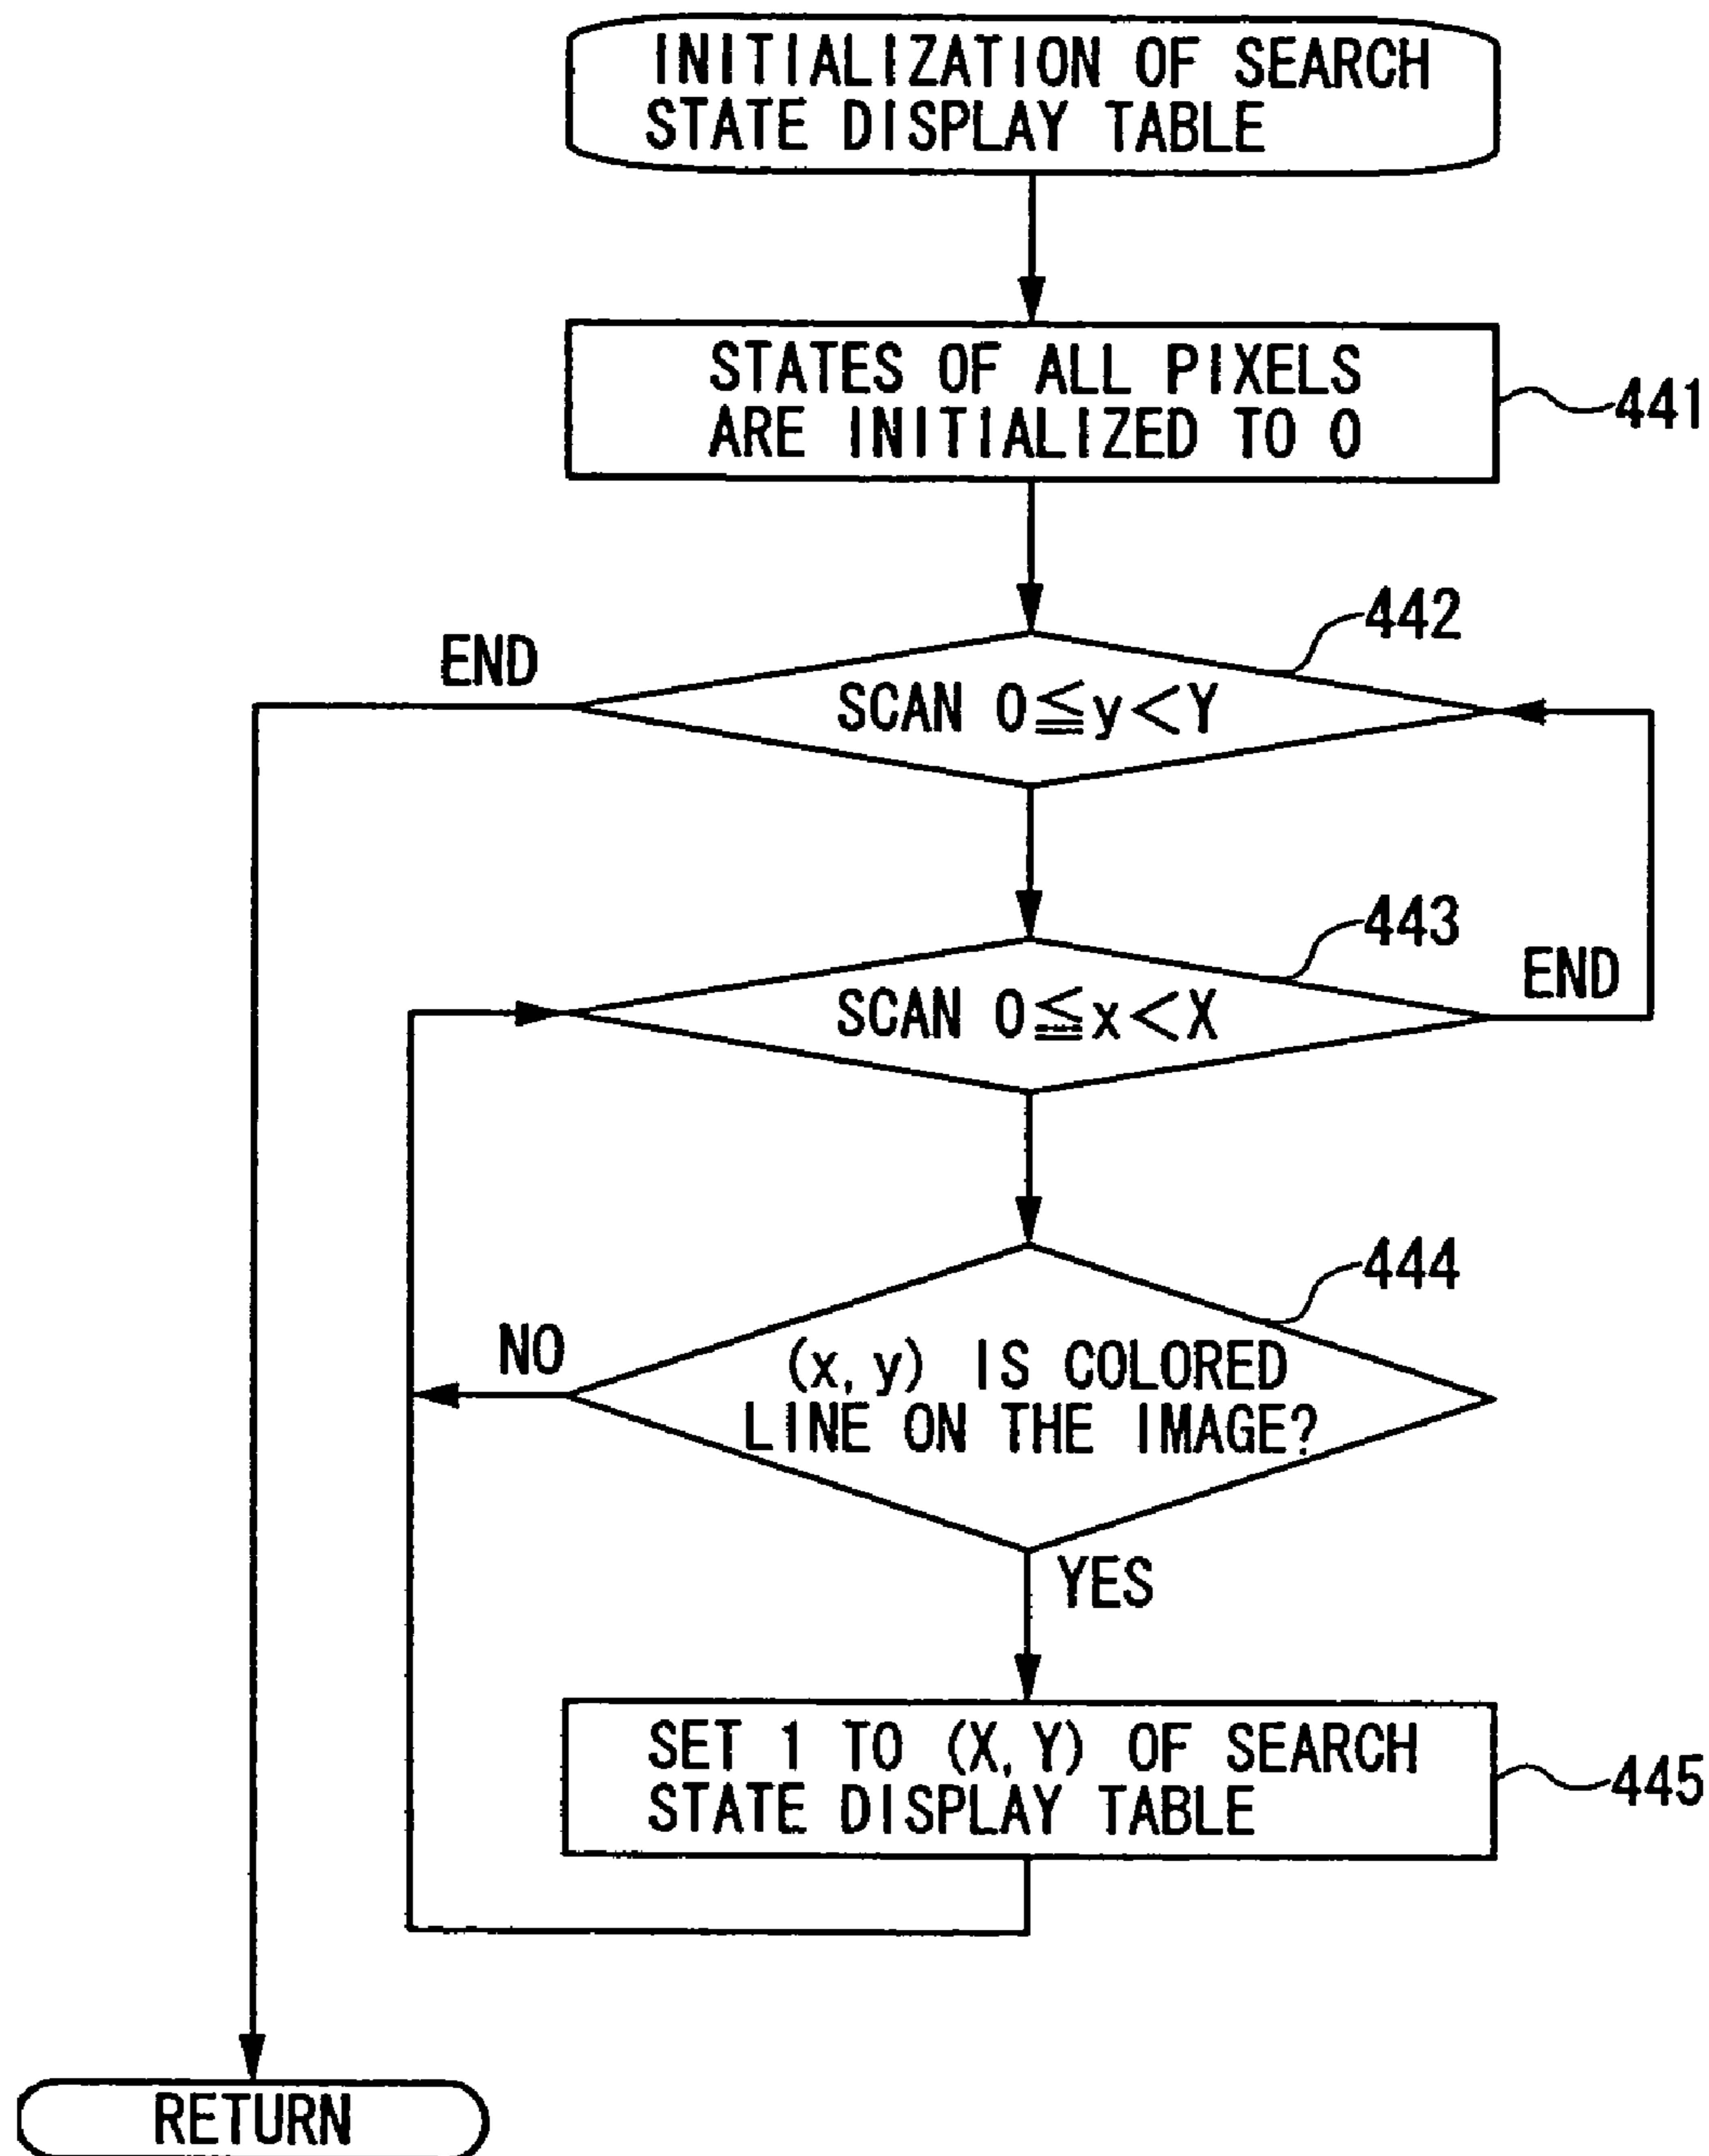 INITIALIZATION OF SEARCH
STATE DISPLAY TABLE
STATES OF ALL PIXELS
ARE INITIALIZED TO 0
441
442
END
SCAN 0≦y<Y
443
END
SCAN 0≦x<X
444
NO
(x, y) IS COLORED
LINE ON THE IMAGE?
YES
SET 1 TO (X, Y) OF SEARCH
STATE DISPLAY TABLE
445
RETURN